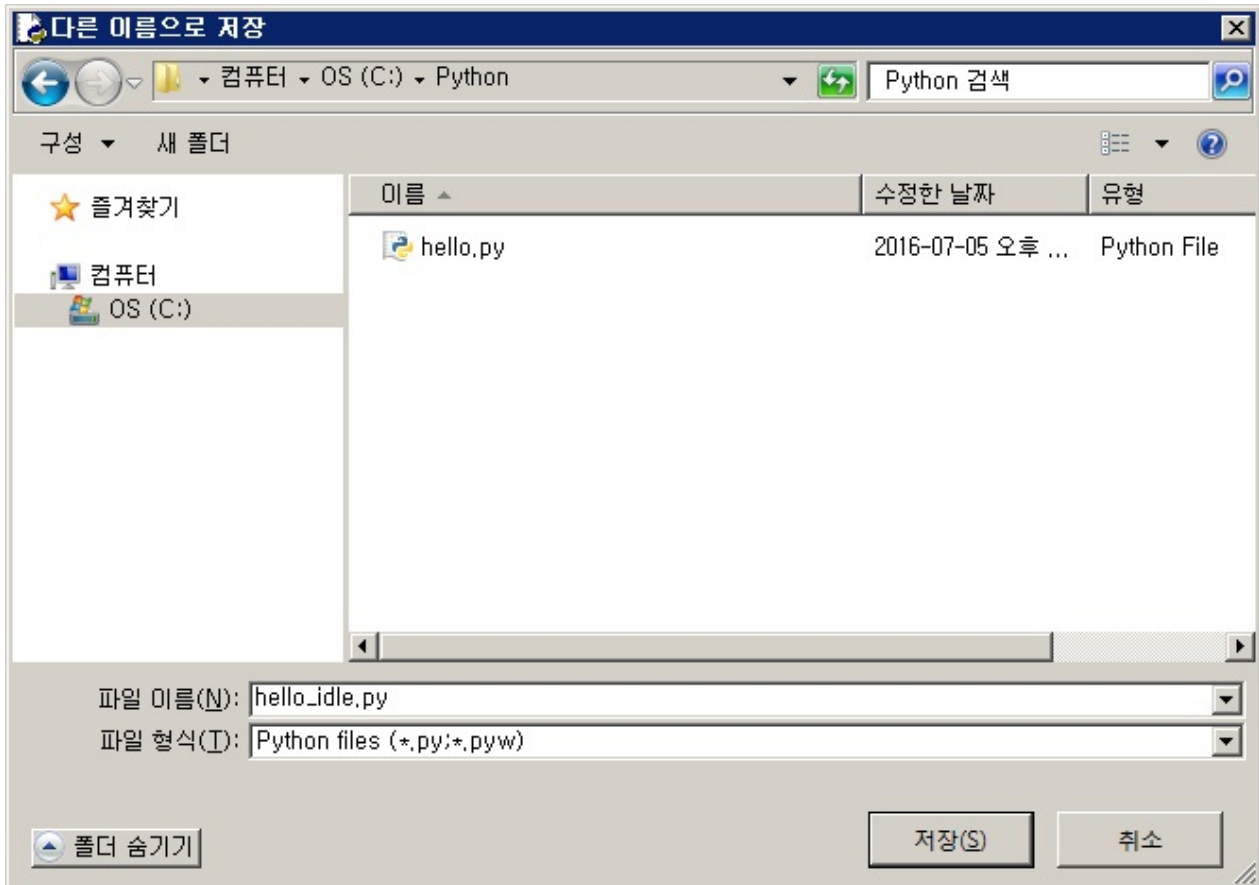 다른 이름으로 저장
컴퓨터 OS (C:) Python Python 검색
구성 새 폴더
이름 수정한 날짜 유형
즐겨찾기
hello.py 2016-07-05 오후 ... Python File
컴퓨터
OS (C:)
파일 이름(N): hello_idle.py
파일 형식(T): Python files (*.py;*.pyw)
폴더 숨기기 저장(S) 취소